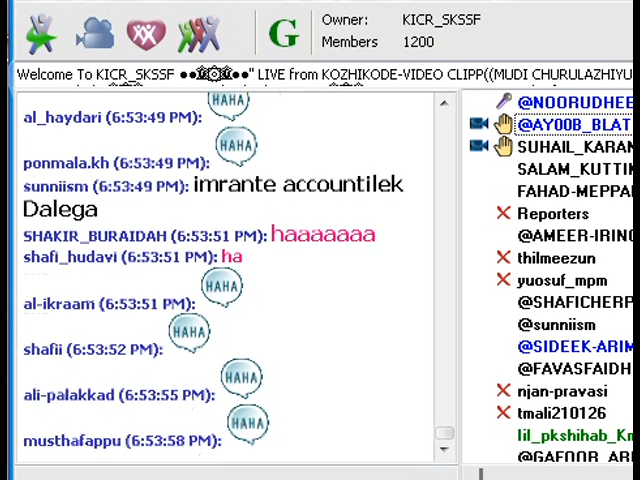 Owner: KICR_SKSSF
G
Members 1200
Welcome To KICR_SKSSF ●●۞●●" LIVE from KOZHIKODE-VIDEO CLIPP((MUDI CHURULAZHIYU
HAHA
al_haydari (6:53:49 PM):
HAHA
ponmala.kh (6:53:49 PM):
sunniism (6:53:49 PM): imrante accountilek
Dalega
SHAKIR_BURAIDAH (6:53:51 PM): haaaaaaa
shafi_hudavi (6:53:51 PM): ha
HAHA
al-ikraam (6:53:51 PM):
HAHA
shafii (6:53:52 PM):
HAHA
ali-palakkad (6:53:55 PM):
HAHA
musthafappu (6:53:58 PM):
@NOORUDHEE
@AYOOB_BLAT
SUHAIL_KARAN
SALAM_KUTTIK
FAHAD-MEPPA
Reporters
@AMEER-IRING
thilmeezun
yuosuf_mpm
@SHAFICHERP
@sunniism
@SIDEEK-ARIM
@FAVASFAIDH
njan-pravasi
tmali210126
lil_pkshihab_Kn
@GAFOOR_ARI